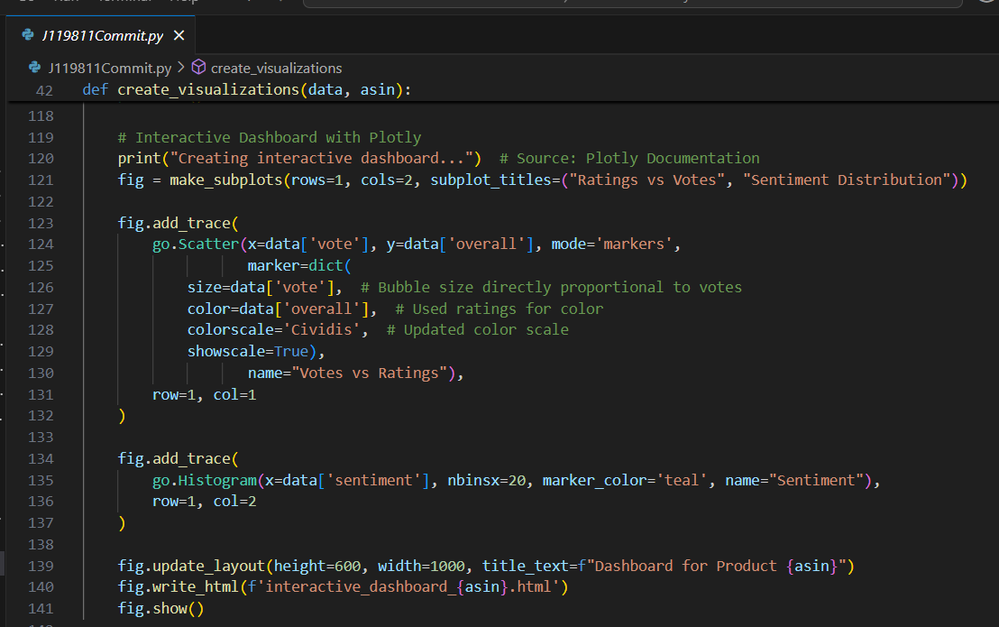 J119811Commit.py
J119811Commit.py > create_visualizations
42 def create_visualizations(data, asin):
118
119 # Interactive Dashboard with Plotly
120 print("Creating interactive dashboard...")  # Source: Plotly Documentation
121 fig = make_subplots(rows=1, cols=2, subplot_titles=("Ratings vs Votes", "Sentiment Distribution"))
122
123 fig.add_trace(
124 go.Scatter(x=data['vote'], y=data['overall'], mode='markers',
125 marker=dict(
126 size=data['vote'],  # Bubble size directly proportional to votes
127 color=data['overall'],  # Used ratings for color
128 colorscale='Cividis',  # Updated color scale
129 showscale=True),
130 name="Votes vs Ratings"),
131 row=1, col=1
132 )
133
134 fig.add_trace(
135 go.Histogram(x=data['sentiment'], nbinsx=20, marker_color='teal', name="Sentiment"),
136 row=1, col=2
137 )
138
139 fig.update_layout(height=600, width=1000, title_text=f"Dashboard for Product {asin}")
140 fig.write_html(f'interactive_dashboard_{asin}.html')
141 fig.show()